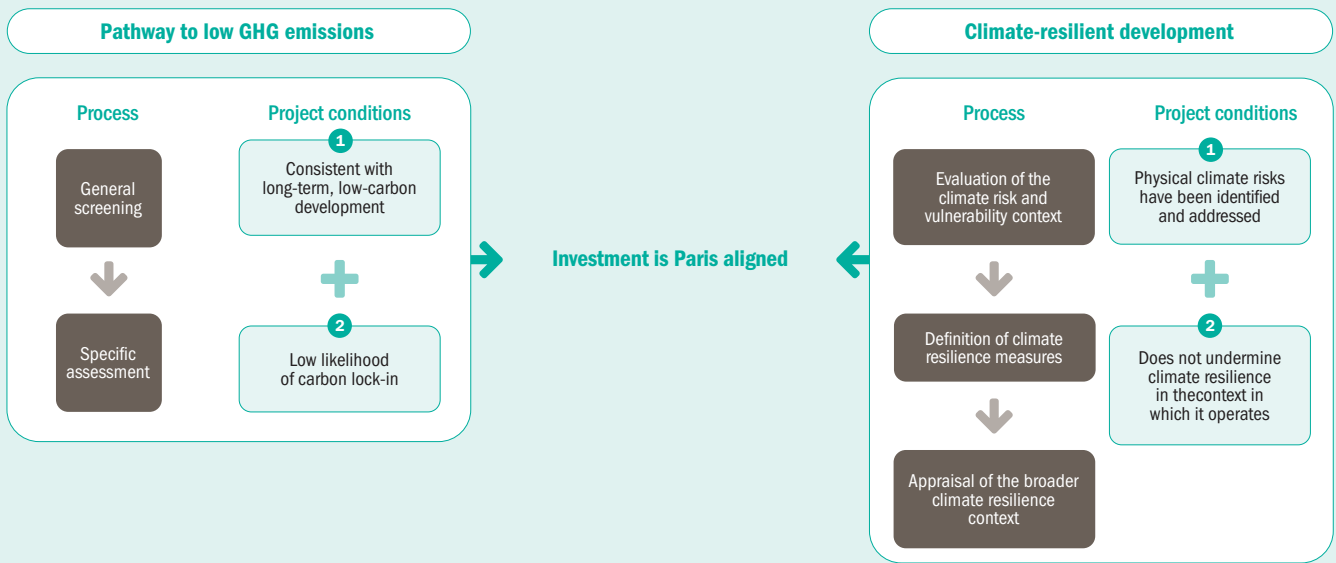 Pathway to low GHG emissions
Process
General
screening
Specific
assessment
Project conditions
1
Consistent with
long-term, low-carbon
development
2
Low likelihood
of carbon lock-in
Investment is Paris aligned
Climate-resilient development
Process
Evaluation of the
climate risk and
vulnerability context
Definition of climate
resilience measures
Appraisal of the broader
climate resilience
context
Project conditions
1
Physical climate risks
have been identified
and addressed
2
Does not undermine
climate resilience
in thecontext in
which it operates